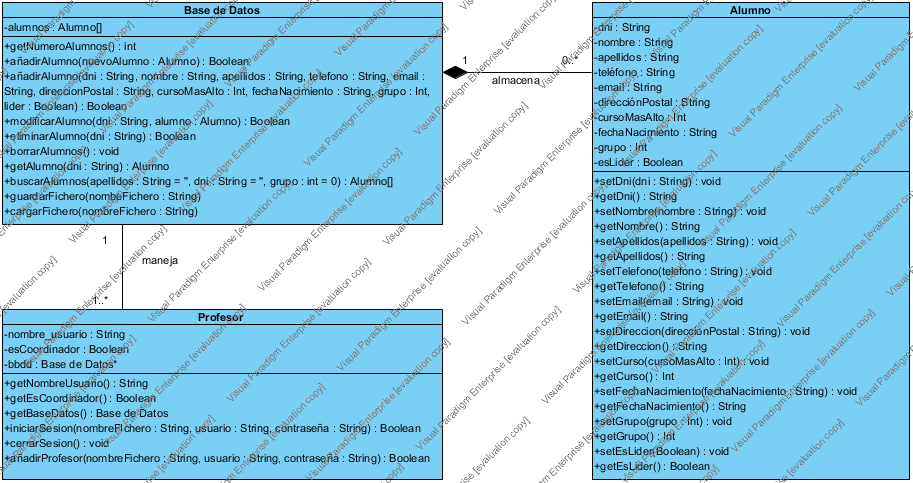 Base de Datos
-alumnos : Alumno[]
+getNumeroAlumnos() : int
+añadirAlumno(nuevoAlumno : Alumno) : Boolean
+añadirAlumno(dni : String, nombre : String, apellidos : String, telefono : String, email :
String, direccionPostal : String, cursoMasAlto : Int, fechaNacimiento : String, grupo : Int,
lider : Boolean) : Boolean
+modificarAlumno(dni : String, alumno : Alumno) : Boolean
+eliminarAlumno(dni : String) : Boolean
+borrarAlumnos() : void
+getAlumno(dni : String) : Alumno
+buscarAlumnos(apellidos : String = '', dni : String = '', grupo : int = 0) : Alumno[]
+guardarFichero(nombeFichero : String)
+cargarFichero(nombreFichero : String)
1
almacena
0..*
1
maneja
1..*
Profesor
-nombre_usuario : String
-esCoordinador : Boolean
-bbdd : Base de Datos*
+getNombreUsuario() : String
+getEsCoordinador() : Boolean
+getBaseDatos() : Base de Datos
+iniciarSesion(nombreFIchero : String, usuario : String, contraseña : String) : Boolean
+cerrarSesion() : void
+añadirProfesor(nombreFichero : String, usuario : String, contraseña : String) : Boolean
Alumno
-dni : String
-nombre : String
-apellidos : String
-teléfono : String
-email : String
-direcciónPostal : String
-cursoMasAlto : Int
-fechaNacimiento : String
-grupo : Int
-esLider : Boolean
+setDni(dni : String) : void
+getDni() : String
+setNombre(nombre : String) : void
+getNombre() : String
+setApellidos(apellidos : String) : void
+getApellidos() : String
+setTelefono(telefono : String) : void
+getTelefono() : String
+setEmail(email : String) : void
+getEmail() : String
+setDireccion(direcciónPostal : String) : void
+getDireccion() : String
+setCurso(cursoMasAlto : Int) : void
+getCurso() : Int
+setFechaNacimiento(fechaNacimiento : String) : void
+getFechaNacimiento() : String
+setGrupo(grupo : Int) : void
+getGrupo() : Int
+setEsLider(Boolean) : void
+getEsLider() : Boolean
Visual Paradigm Enterprise [evaluation copy]